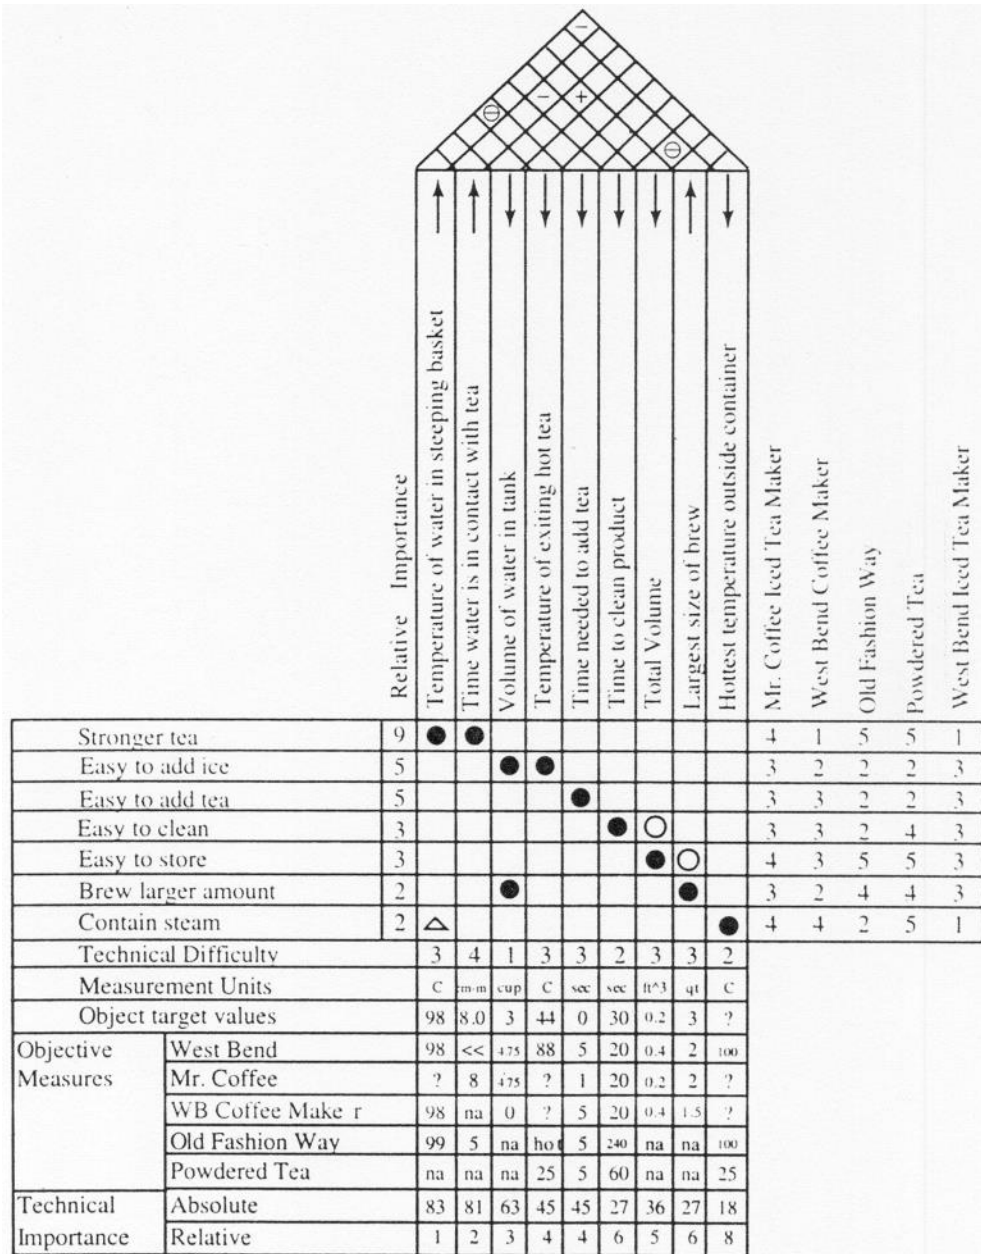 Relative Importance
Temperature of water in steeping basket
Time water is in contact with tea
Volume of water in tank
Temperature of exiting hot tea
Time needed to add tea
Time to clean product
Total Volume
Largest size of brew
Hottest temperature outside container
Mr. Coffee Iced Tea Maker
West Bend Coffee Maker
Old Fashion Way
Powdered Tea
West Bend Iced Tea Maker
Stronger tea 9 4 1 5 5 1
Easy to add ice 5 3 2 2 2 3
Easy to add tea 5 3 3 2 2 3
Easy to clean 3 3 3 2 4 3
Easy to store 3 4 3 5 5 3
Brew larger amount 2 3 2 4 4 3
Contain steam 2 4 4 2 5 1
Technical Difficulty 3 4 1 3 3 2 3 3 2
Measurement Units C cup C sec sec ft^3 qt C
Object target values 98 8.0 3 44 0 30 0.2 3 ?
Objective Measures
West Bend 98 << 4.75 88 5 20 0.4 2 100
Mr. Coffee ? 8 4.75 ? 1 20 0.2 2 ?
WB Coffee Make r 98 na 0 ? 5 20 0.4 1.5 ?
Old Fashion Way 99 5 na hot 5 240 na na 100
Powdered Tea na na na 25 5 60 na na 25
Technical Importance
Absolute 83 81 63 45 45 27 36 27 18
Relative 1 2 3 4 4 6 5 6 8